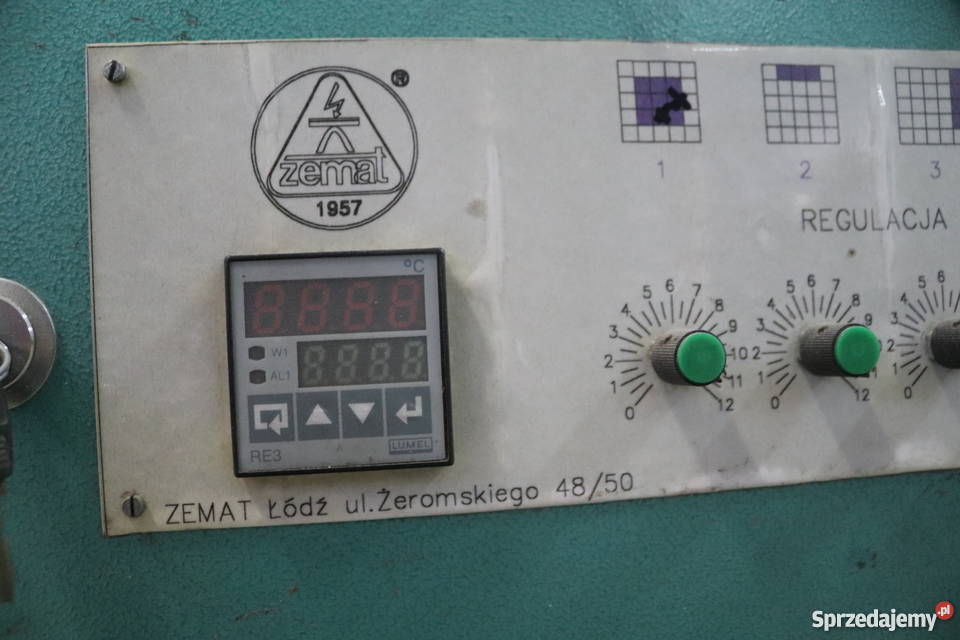 ®
zemat
1957
1 2 3
REGULACJA
°C
W1
AL1
RE3
LUMEL
0 1 2 3 4 5 6 7 8 9 10 11 12
0 1 2 3 4 5 6 7 8 9 10 11 12
0 1 2 3 4 5 6
ZEMAT Łódź ul.Żeromskiego 48/50
Sprzedajemy.pl